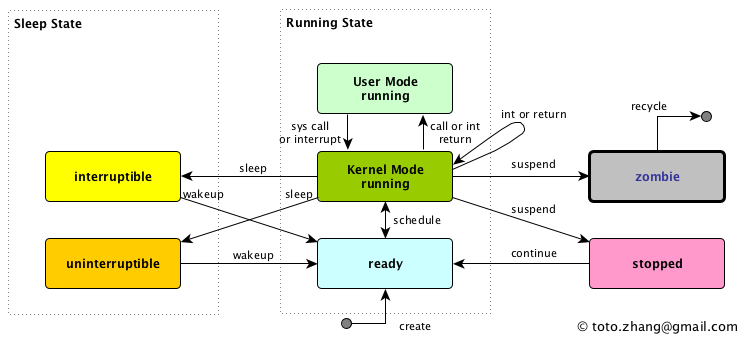 Sleep State
Running State
User Mode
running
int or return
recycle
sys call
or interrupt
call or int
return
interruptible
sleep
Kernel Mode
running
suspend
zombie
wakeup
sleep
schedule
suspend
uninterruptible
wakeup
ready
continue
stopped
create
© toto.zhang@gmail.com